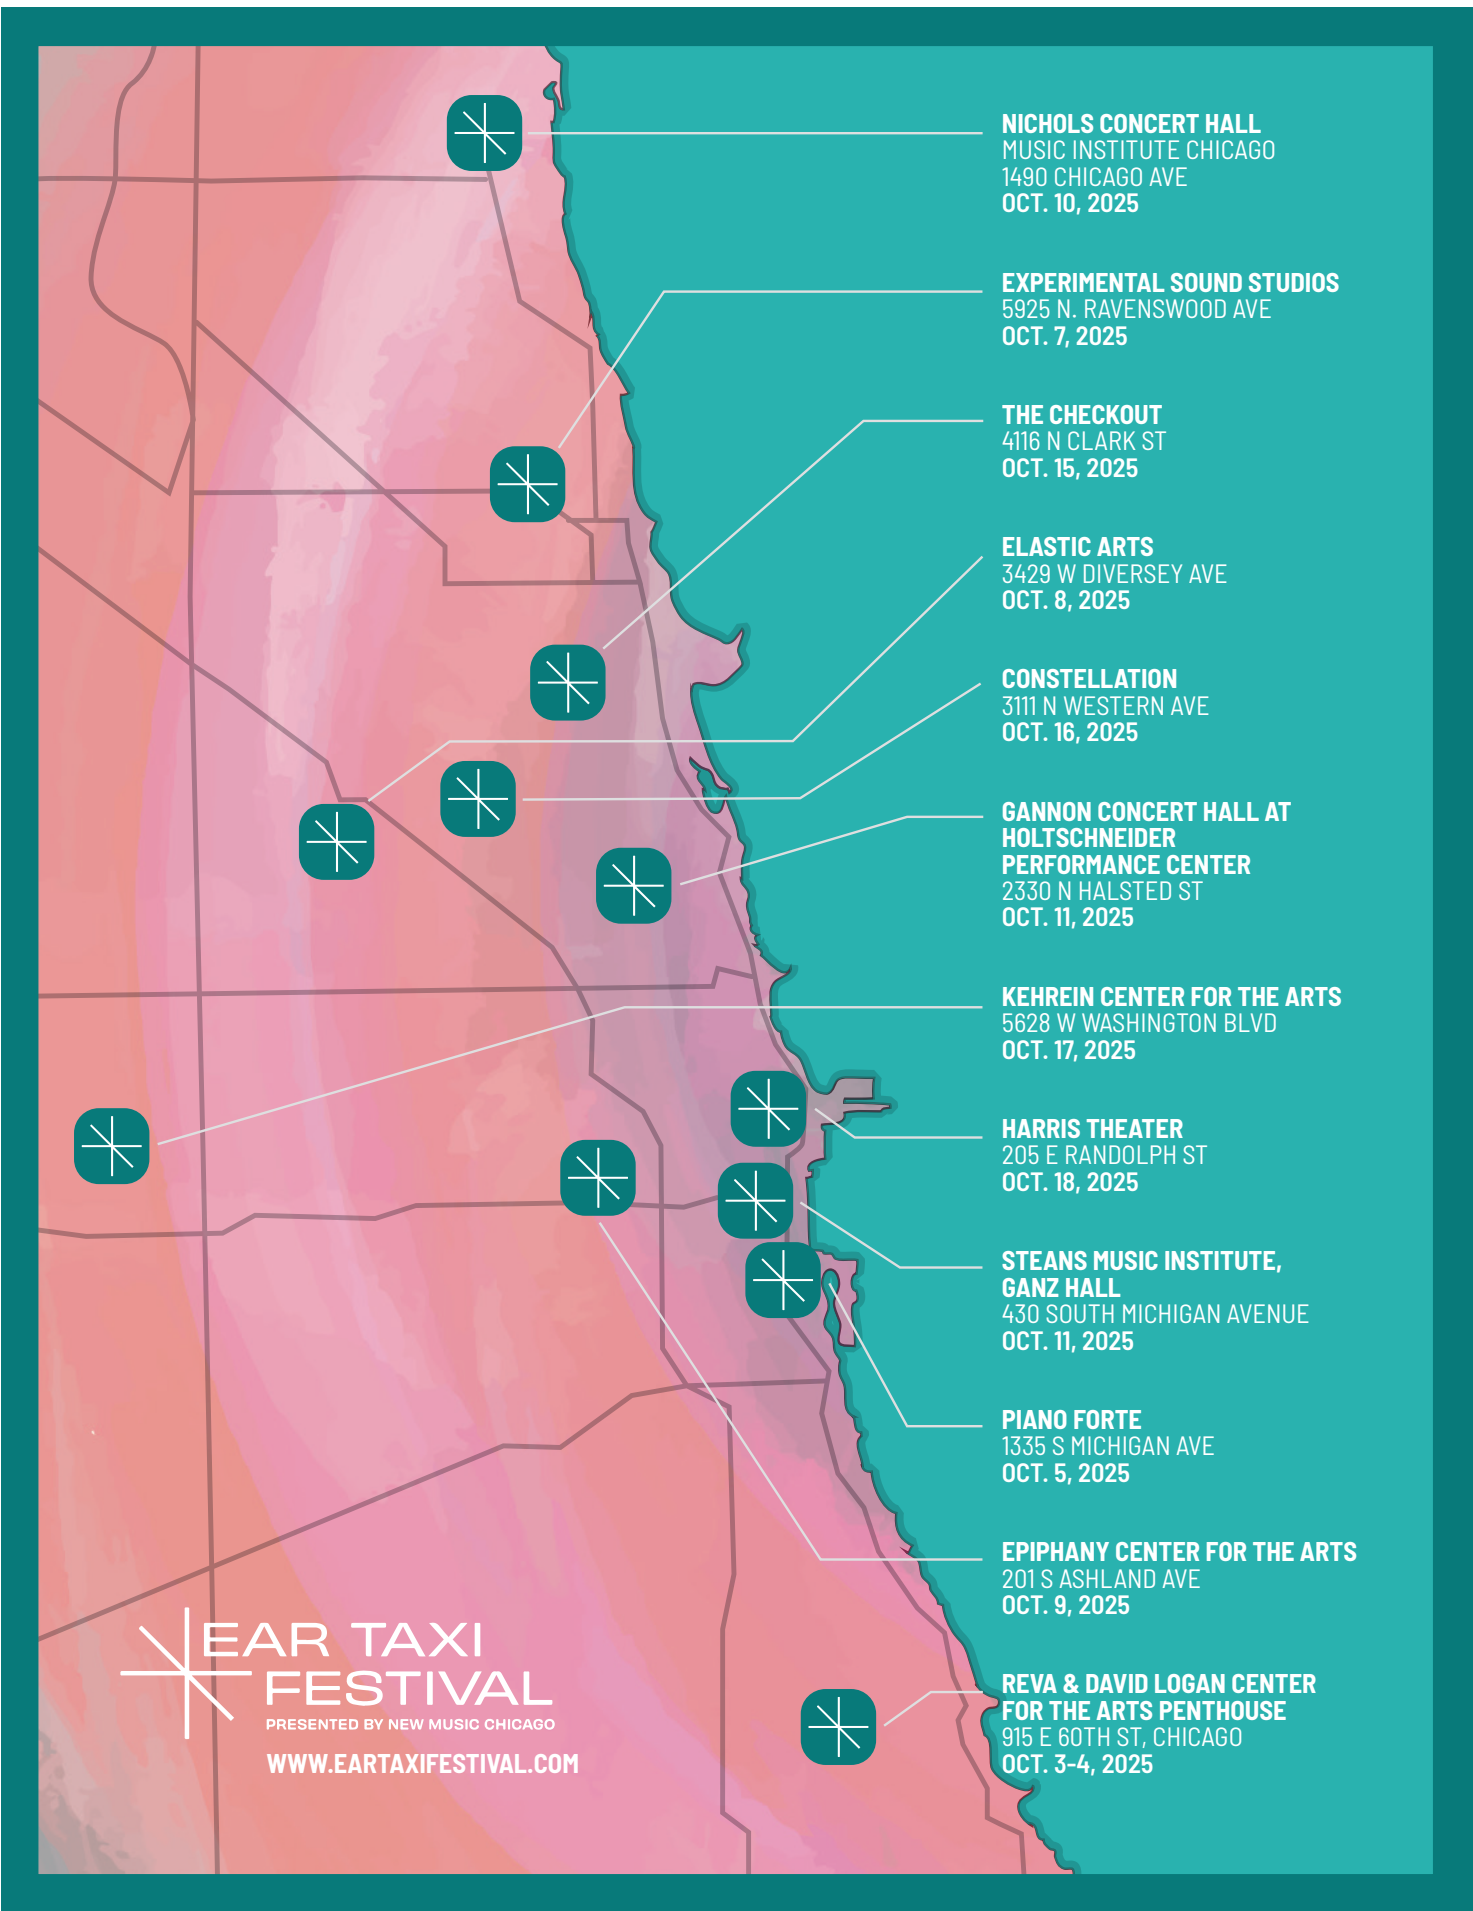 NICHOLS CONCERT HALL
MUSIC INSTITUTE CHICAGO
1490 CHICAGO AVE
OCT. 10, 2025
EXPERIMENTAL SOUND STUDIOS
5925 N. RAVENSWOOD AVE
OCT. 7, 2025
THE CHECKOUT
4116 N CLARK ST
OCT. 15, 2025
ELASTIC ARTS
3429 W DIVERSEY AVE
OCT. 8, 2025
CONSTELLATION
3111 N WESTERN AVE
OCT. 16, 2025
GANNON CONCERT HALL AT
HOLTSCHNEIDER
PERFORMANCE CENTER
2330 N HALSTED ST
OCT. 11, 2025
KEHREIN CENTER FOR THE ARTS
5628 W WASHINGTON BLVD
OCT. 17, 2025
HARRIS THEATER
205 E RANDOLPH ST
OCT. 18, 2025
STEANS MUSIC INSTITUTE,
GANZ HALL
430 SOUTH MICHIGAN AVENUE
OCT. 11, 2025
PIANO FORTE
1335 S MICHIGAN AVE
OCT. 5, 2025
EPIPHANY CENTER FOR THE ARTS
201 S ASHLAND AVE
OCT. 9, 2025
REVA & DAVID LOGAN CENTER
FOR THE ARTS PENTHOUSE
915 E 60TH ST, CHICAGO
OCT. 3-4, 2025
EAR TAXI
FESTIVAL
PRESENTED BY NEW MUSIC CHICAGO
WWW.EARTAXIFESTIVAL.COM